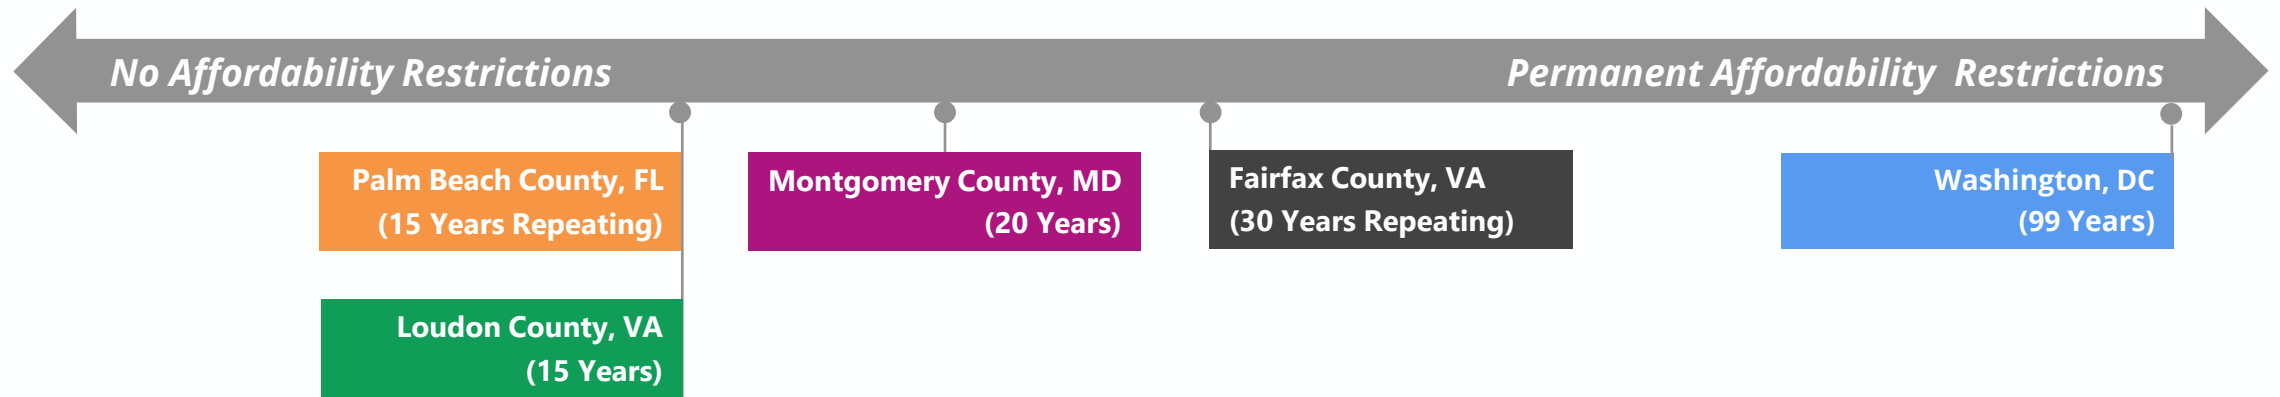 No Affordability Restrictions
Permanent Affordability Restrictions
Palm Beach County, FL
(15 Years Repeating)
Loudon County, VA
(15 Years)
Montgomery County, MD
(20 Years)
Fairfax County, VA
(30 Years Repeating)
Washington, DC
(99 Years)